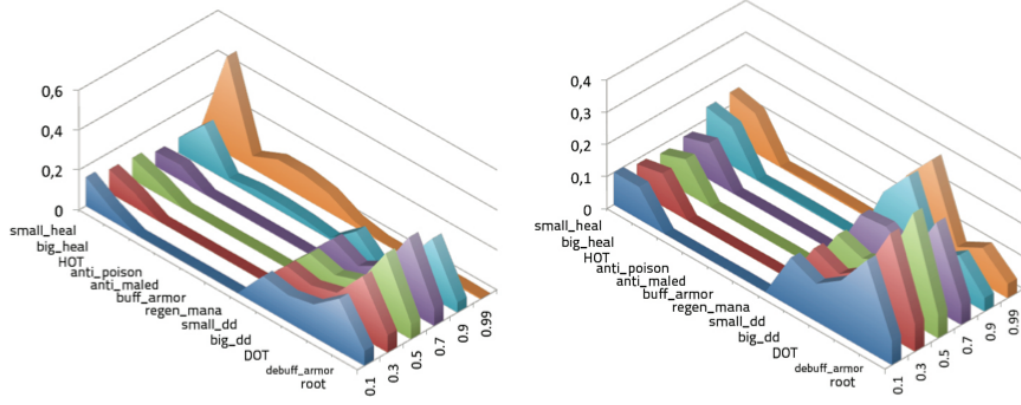 0,6
0,4
0,2
0
small_heal
big_heal
HOT
anti_poison
anti_maled
buff_armor
regen_mana
small_dd
big_dd
DOT
debuff_armor
root
0.1
0.3
0.5
0.7
0.9
0.99
0,4
0,3
0,2
0,1
0
small_heal
big_heal
HOT
anti_poison
anti_maled
buff_armor
regen_mana
small_dd
big_dd
DOT
debuff_armor
root
0.1
0.3
0.5
0.7
0.9
0.99